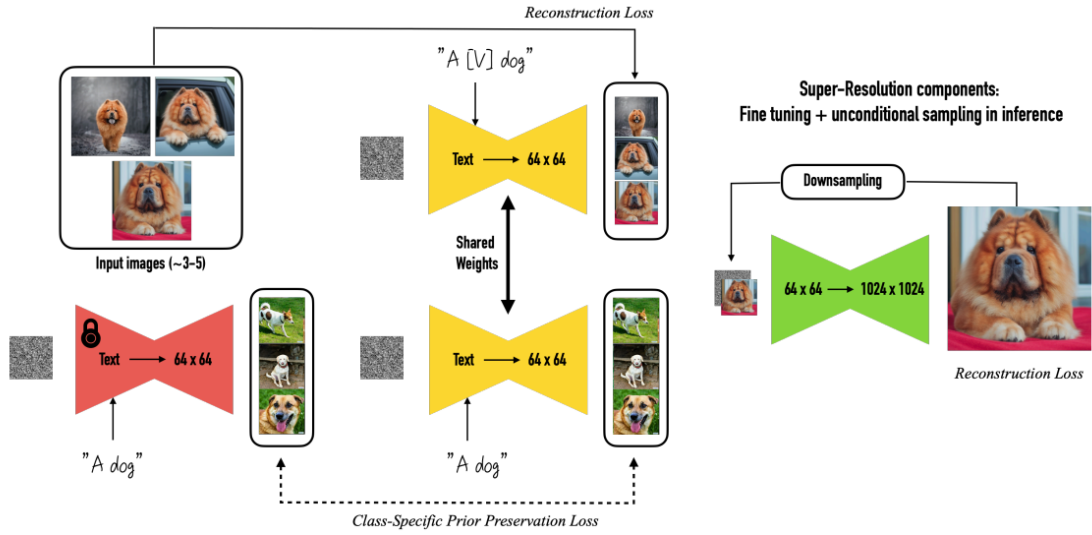 Reconstruction Loss
"A [V] dog"
Text → 64 x 64
Input images (~3-5)
Shared
Weights
Text → 64 x 64
"A dog"
Text → 64 x 64
"A dog"
Class-Specific Prior Preservation Loss
Super-Resolution components:
Fine tuning + unconditional sampling in inference
Downsampling
64 x 64 → 1024 x 1024
Reconstruction Loss